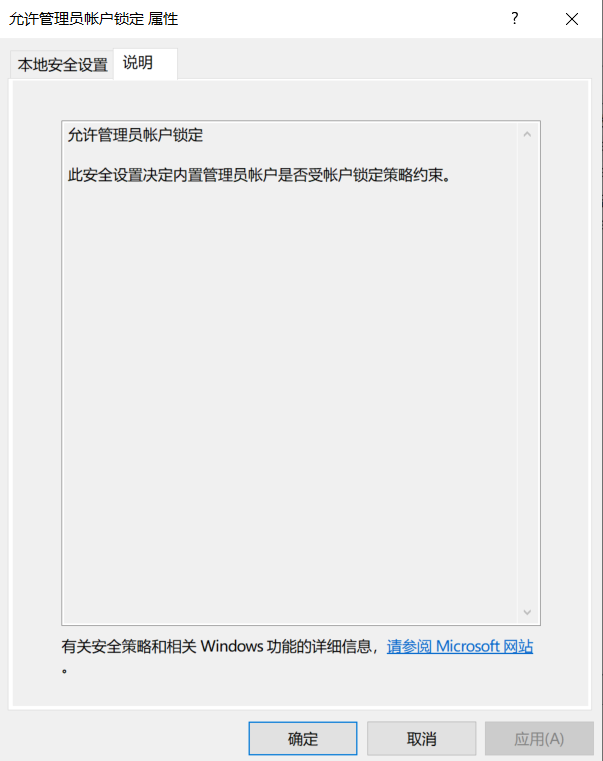 允许管理员帐户锁定 属性
?
本地安全设置 说明
允许管理员帐户锁定
此安全设置决定内置管理员帐户是否受帐户锁定策略约束。
有关安全策略和相关 Windows 功能的详细信息，请参阅 Microsoft 网站
。
确定 取消 应用(A)